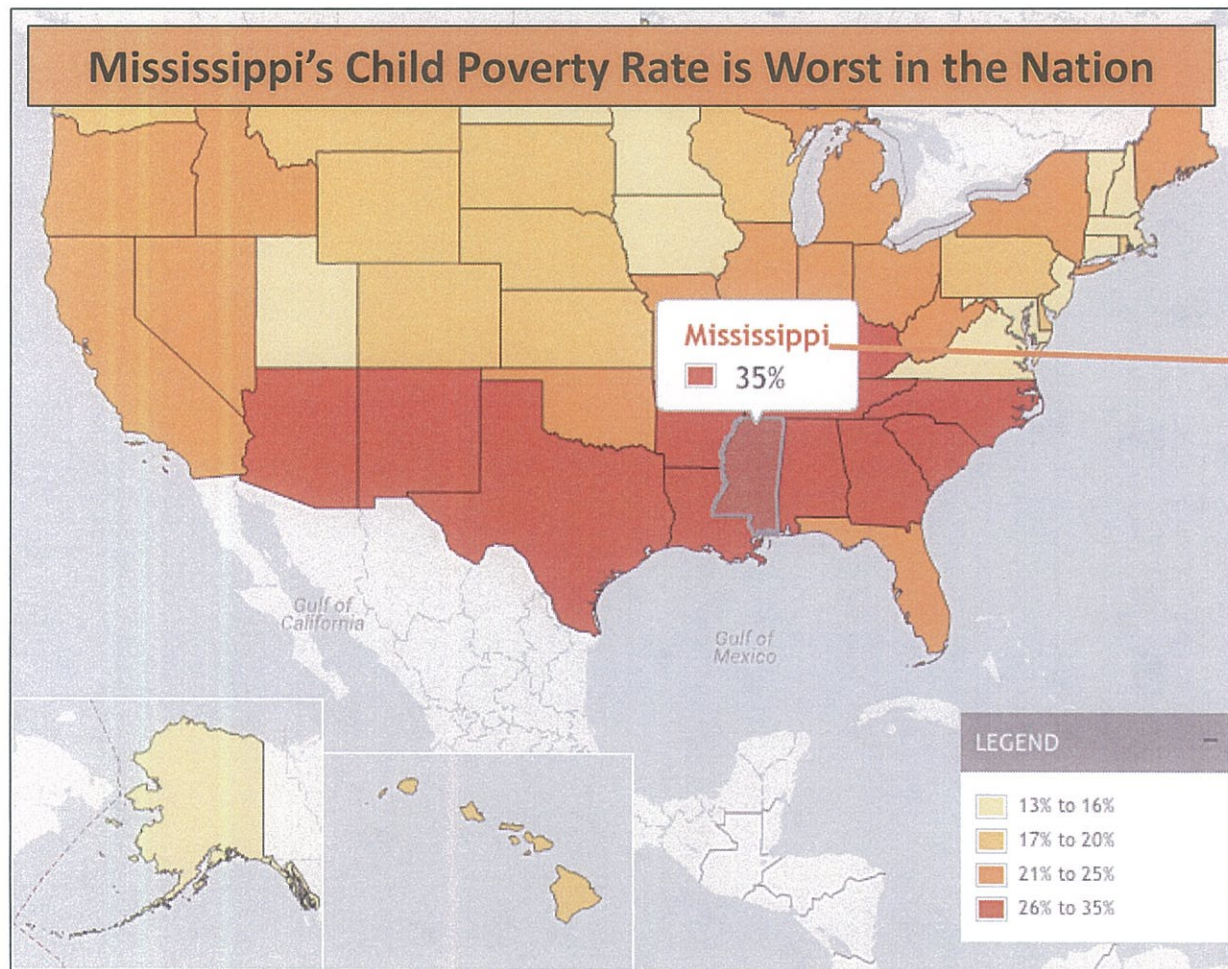 Mississippi's Child Poverty Rate is Worst in the Nation
Mississippi
35%
Gulf of
California
Gulf of
Mexico
LEGEND
13% to 16%
17% to 20%
21% to 25%
26% to 35%